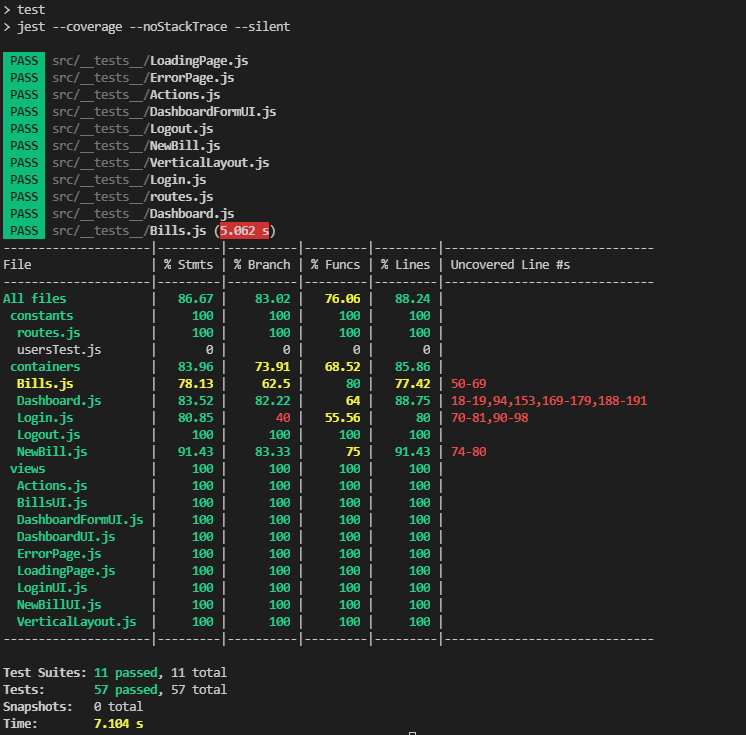 > test
> jest --coverage --noStackTrace --silent
PASS src/__tests__/LoadingPage.js
PASS src/__tests__/ErrorPage.js
PASS src/__tests__/Actions.js
PASS src/__tests__/DashboardFormUI.js
PASS src/__tests__/Logout.js
PASS src/__tests__/NewBill.js
PASS src/__tests__/VerticalLayout.js
PASS src/__tests__/Login.js
PASS src/__tests__/routes.js
PASS src/__tests__/Dashboard.js
PASS src/__tests__/Bills.js (5.062 s)
---------------------|---------|----------|---------|---------|------------------------------
File                 | % Stmts | % Branch | % Funcs | % Lines | Uncovered Line #s
---------------------|---------|----------|---------|---------|------------------------------
All files            |   86.67 |    83.02 |   76.06 |   88.24 |
 constants           |     100 |      100 |     100 |     100 |
  routes.js          |     100 |      100 |     100 |     100 |
  usersTest.js       |       0 |        0 |       0 |       0 |
 containers          |   83.96 |    73.91 |   68.52 |   85.86 |
  Bills.js           |   78.13 |     62.5 |      80 |   77.42 | 50-69
  Dashboard.js       |   83.52 |    82.22 |      64 |   88.75 | 18-19,94,153,169-179,188-191
  Login.js           |   80.85 |       40 |   55.56 |      80 | 70-81,90-98
  Logout.js          |     100 |      100 |     100 |     100 |
  NewBill.js         |   91.43 |    83.33 |      75 |   91.43 | 74-80
 views               |     100 |      100 |     100 |     100 |
  Actions.js         |     100 |      100 |     100 |     100 |
  BillsUI.js         |     100 |      100 |     100 |     100 |
  DashboardFormUI.js |     100 |      100 |     100 |     100 |
  DashboardUI.js     |     100 |      100 |     100 |     100 |
  ErrorPage.js       |     100 |      100 |     100 |     100 |
  LoadingPage.js     |     100 |      100 |     100 |     100 |
  LoginUI.js         |     100 |      100 |     100 |     100 |
  NewBillUI.js       |     100 |      100 |     100 |     100 |
  VerticalLayout.js  |     100 |      100 |     100 |     100 |
---------------------|---------|----------|---------|---------|------------------------------
Test Suites: 11 passed, 11 total
Tests:       57 passed, 57 total
Snapshots:   0 total
Time:        7.104 s